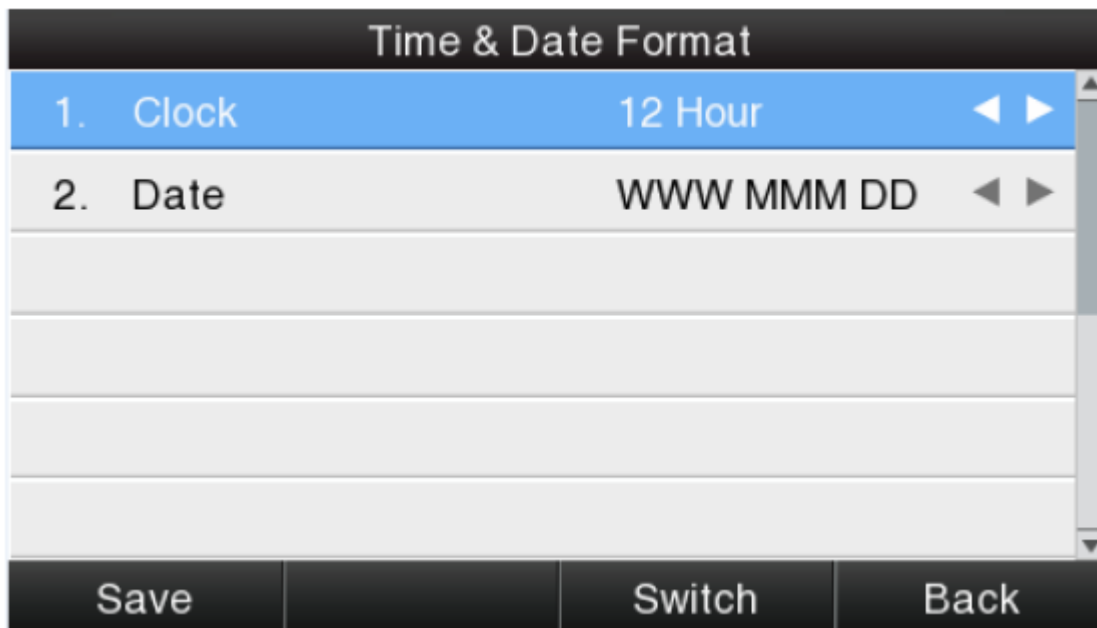 Time & Date Format
1. Clock 12 Hour
2. Date WWW MMM DD
Save Switch Back